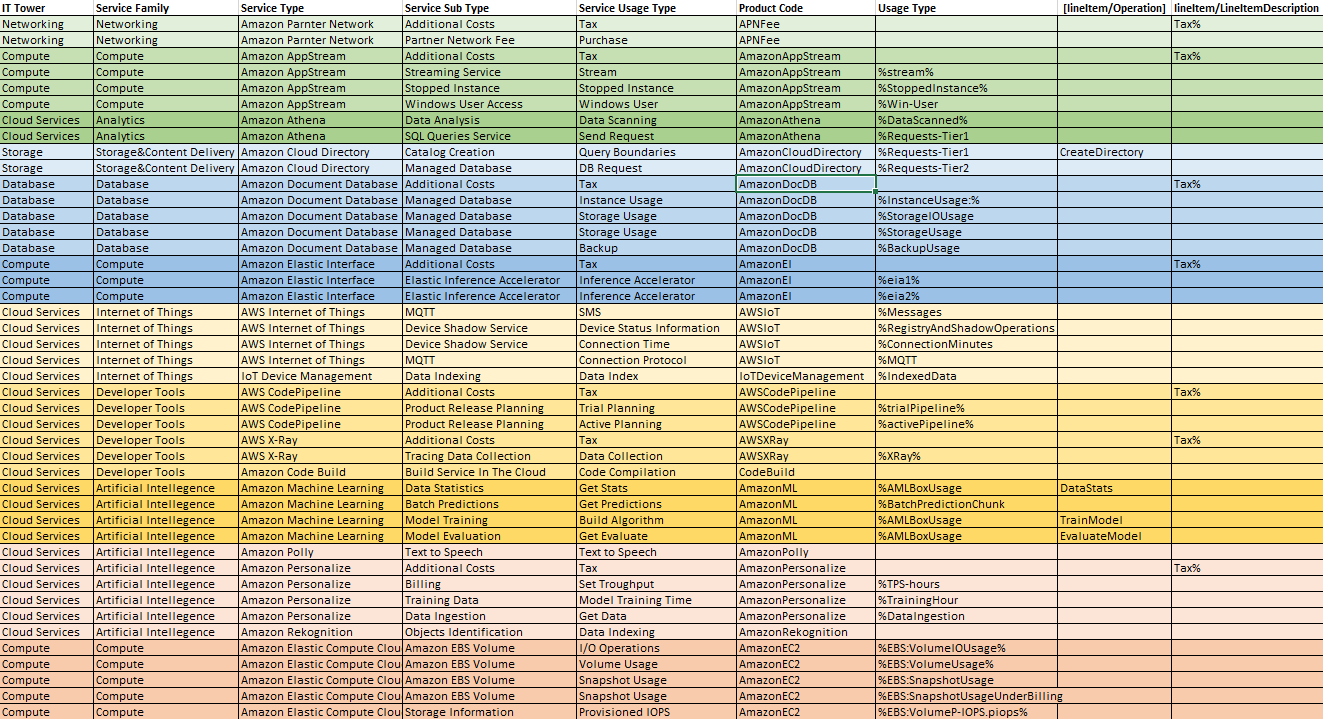 IT Tower Service Family Service Type Service Sub Type Service Usage Type Product Code Usage Type [lineItem/Operation] lineItem/LineItemDescription
Networking Networking Amazon Parnter Network Additional Costs Tax APNFee Tax%
Networking Networking Amazon Parnter Network Partner Network Fee Purchase APNFee
Compute Compute Amazon AppStream Additional Costs Tax AmazonAppStream Tax%
Compute Compute Amazon AppStream Streaming Service Stream AmazonAppStream %stream%
Compute Compute Amazon AppStream Stopped Instance Stopped Instance AmazonAppStream %StoppedInstance%
Compute Compute Amazon AppStream Windows User Access Windows User AmazonAppStream %Win-User
Cloud Services Analytics Amazon Athena Data Analysis Data Scanning AmazonAthena %DataScanned%
Cloud Services Analytics Amazon Athena SQL Queries Service Send Request AmazonAthena %Requests-Tier1
Storage Storage&Content Delivery Amazon Cloud Directory Catalog Creation Query Boundaries AmazonCloudDirectory %Requests-Tier1 CreateDirectory
Storage Storage&Content Delivery Amazon Cloud Directory Managed Database DB Request AmazonCloudDirectory %Requests-Tier2
Database Database Amazon Document Database Additional Costs Tax AmazonDocDB Tax%
Database Database Amazon Document Database Managed Database Instance Usage AmazonDocDB %InstanceUsage:%
Database Database Amazon Document Database Managed Database Storage Usage AmazonDocDB %StorageIOUsage
Database Database Amazon Document Database Managed Database Storage Usage AmazonDocDB %StorageUsage
Database Database Amazon Document Database Managed Database Backup AmazonDocDB %BackupUsage
Compute Compute Amazon Elastic Interface Additional Costs Tax AmazonEI Tax%
Compute Compute Amazon Elastic Interface Elastic Inference Accelerator Inference Accelerator AmazonEI %eia1%
Compute Compute Amazon Elastic Interface Elastic Inference Accelerator Inference Accelerator AmazonEI %eia2%
Cloud Services Internet of Things AWS Internet of Things MQTT SMS AWSIoT %Messages
Cloud Services Internet of Things AWS Internet of Things Device Shadow Service Device Status Information AWSIoT %RegistryAndShadowOperations
Cloud Services Internet of Things AWS Internet of Things Device Shadow Service Connection Time AWSIoT %ConnectionMinutes
Cloud Services Internet of Things AWS Internet of Things MQTT Connection Protocol AWSIoT %MQTT
Cloud Services Internet of Things IoT Device Management Data Indexing Data Index IoTDeviceManagement %IndexedData
Cloud Services Developer Tools AWS CodePipeline Additional Costs Tax AWSCodePipeline Tax%
Cloud Services Developer Tools AWS CodePipeline Product Release Planning Trial Planning AWSCodePipeline %trialPipeline%
Cloud Services Developer Tools AWS CodePipeline Product Release Planning Active Planning AWSCodePipeline %activePipeline%
Cloud Services Developer Tools AWS X-Ray Additional Costs Tax AWSXRay Tax%
Cloud Services Developer Tools AWS X-Ray Tracing Data Collection Data Collection AWSXRay %XRay%
Cloud Services Developer Tools Amazon Code Build Build Service In The Cloud Code Compilation CodeBuild
Cloud Services Artificial Intellegence Amazon Machine Learning Data Statistics Get Stats AmazonML %AMLBoxUsage DataStats
Cloud Services Artificial Intellegence Amazon Machine Learning Batch Predictions Get Predictions AmazonML %BatchPredictionChunk
Cloud Services Artificial Intellegence Amazon Machine Learning Model Training Build Algorithm AmazonML %AMLBoxUsage TrainModel
Cloud Services Artificial Intellegence Amazon Machine Learning Model Evaluation Get Evaluate AmazonML %AMLBoxUsage EvaluateModel
Cloud Services Artificial Intellegence Amazon Polly Text to Speech Text to Speech AmazonPolly
Cloud Services Artificial Intellegence Amazon Personalize Additional Costs Tax AmazonPersonalize Tax%
Cloud Services Artificial Intellegence Amazon Personalize Billing Set Troughput AmazonPersonalize %TPS-hours
Cloud Services Artificial Intellegence Amazon Personalize Training Data Model Training Time AmazonPersonalize %TrainingHour
Cloud Services Artificial Intellegence Amazon Personalize Data Ingestion Get Data AmazonPersonalize %DataIngestion
Cloud Services Artificial Intellegence Amazon Rekognition Objects Identification Data Indexing AmazonRekognition
Compute Compute Amazon Elastic Compute Clou Amazon EBS Volume I/O Operations AmazonEC2 %EBS:VolumeIOUsage%
Compute Compute Amazon Elastic Compute Clou Amazon EBS Volume Volume Usage AmazonEC2 %EBS:VolumeUsage%
Compute Compute Amazon Elastic Compute Clou Amazon EBS Volume Snapshot Usage AmazonEC2 %EBS:SnapshotUsage
Compute Compute Amazon Elastic Compute Clou Amazon EBS Volume Snapshot Usage AmazonEC2 %EBS:SnapshotUsageUnderBilling
Compute Compute Amazon Elastic Compute Clou Storage Information Provisioned IOPS AmazonEC2 %EBS:VolumeP-IOPS.piops%